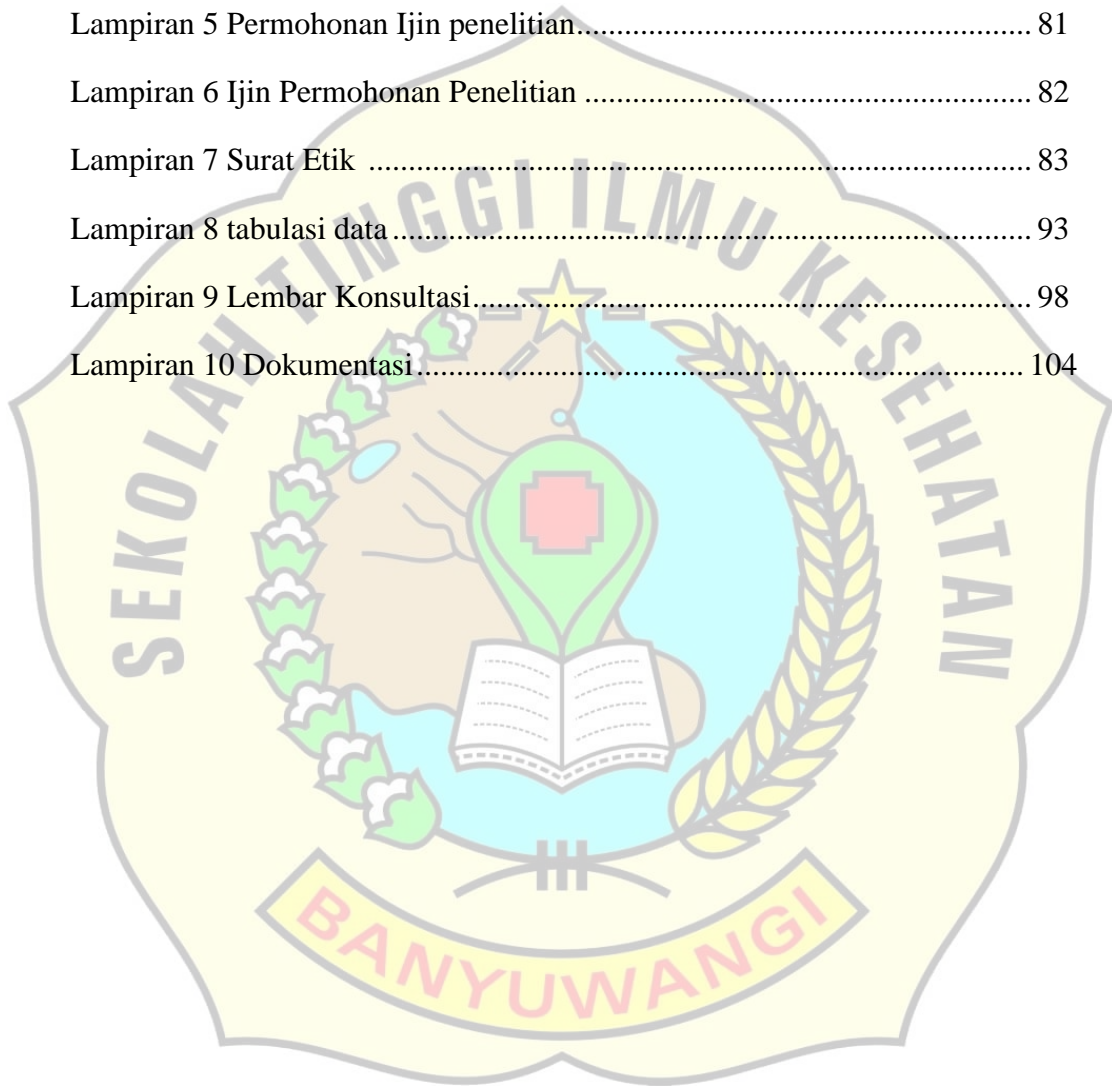 Lampiran 5 Permohonan Ijin penelitian.................................................................... 81
Lampiran 6 Ijin Permohonan Penelitian .................................................................. 82
Lampiran 7 Surat Etik .................................................................................................. 83
Lampiran 8 tabulasi data .............................................................................................. 93
Lampiran 9 Lembar Konsultasi.................................................................................... 98
Lampiran 10 Dokumentasi.......................................................................................... 104
SEKOLAH TINGGI ILMU KESEHATAN
BANYUWANGI